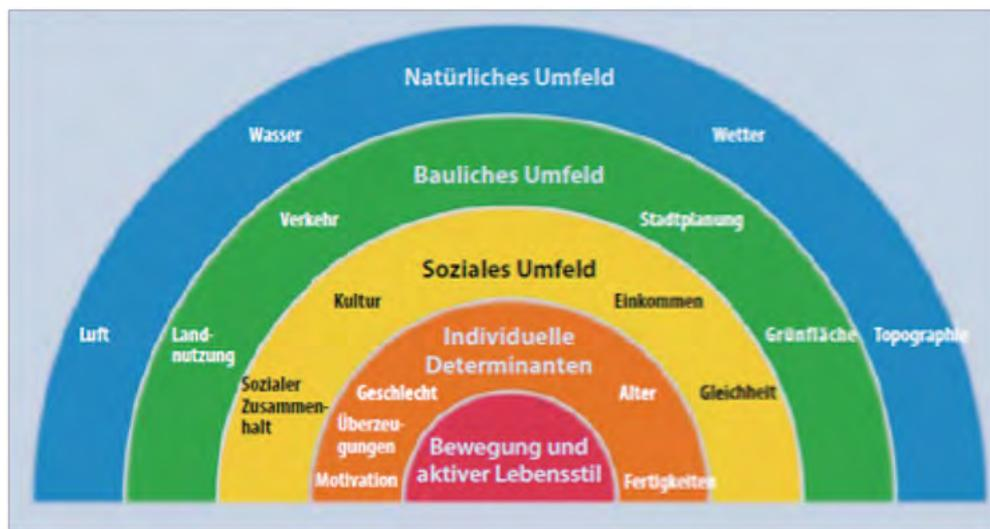 Natürliches Umfeld
Wasser
Wetter
Bauliches Umfeld
Verkehr
Stadtplanung
Soziales Umfeld
Kultur
Einkommen
Luft
Land-
nutzung
Individuelle
Determinanten
Grünfläche
Topographie
Sozialer
Zusammen-
halt
Geschlecht
Alter
Gleichheit
Überzeu-
gungen
Motivation
Bewegung und
aktiver Lebensstil
Fertigkeiten